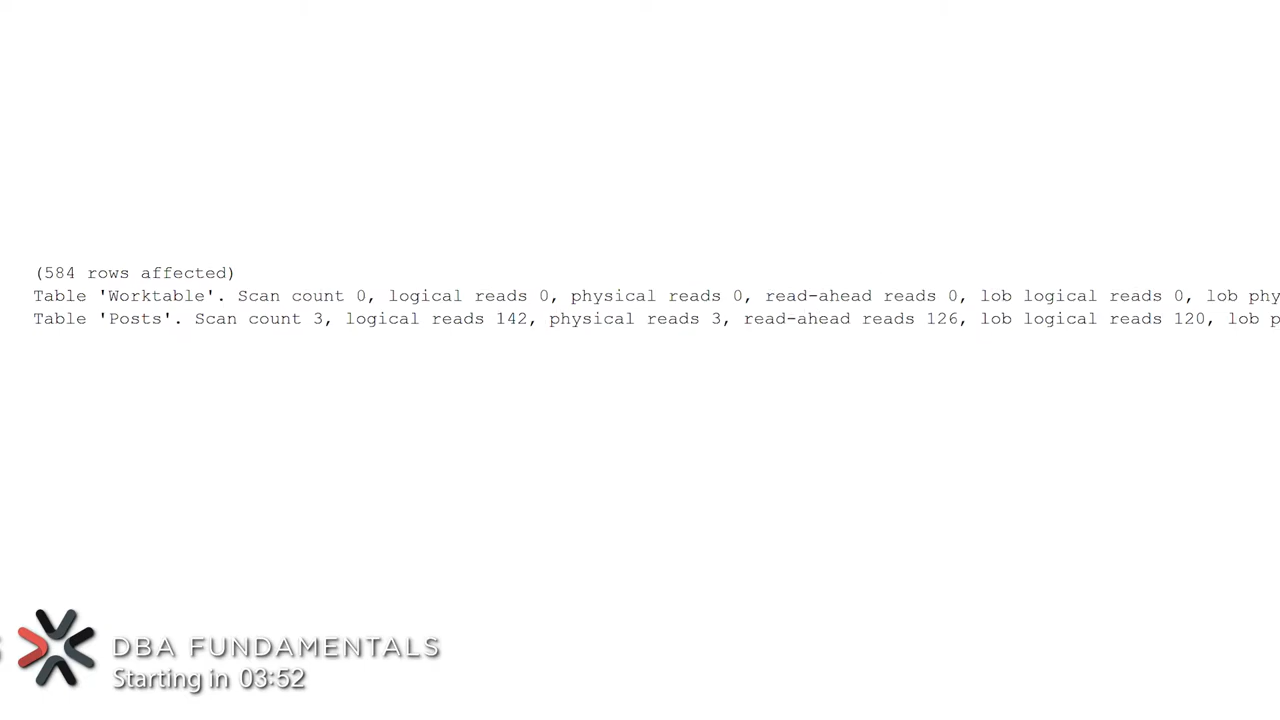 (584 rows affected)
Table 'Worktable'. Scan count 0, logical reads 0, physical reads 0, read-ahead reads 0, lob logical reads 0, lob phy
Table 'Posts'. Scan count 3, logical reads 142, physical reads 3, read-ahead reads 126, lob logical reads 120, lob p
DBA FUNDAMENTALS
Starting in 03:52